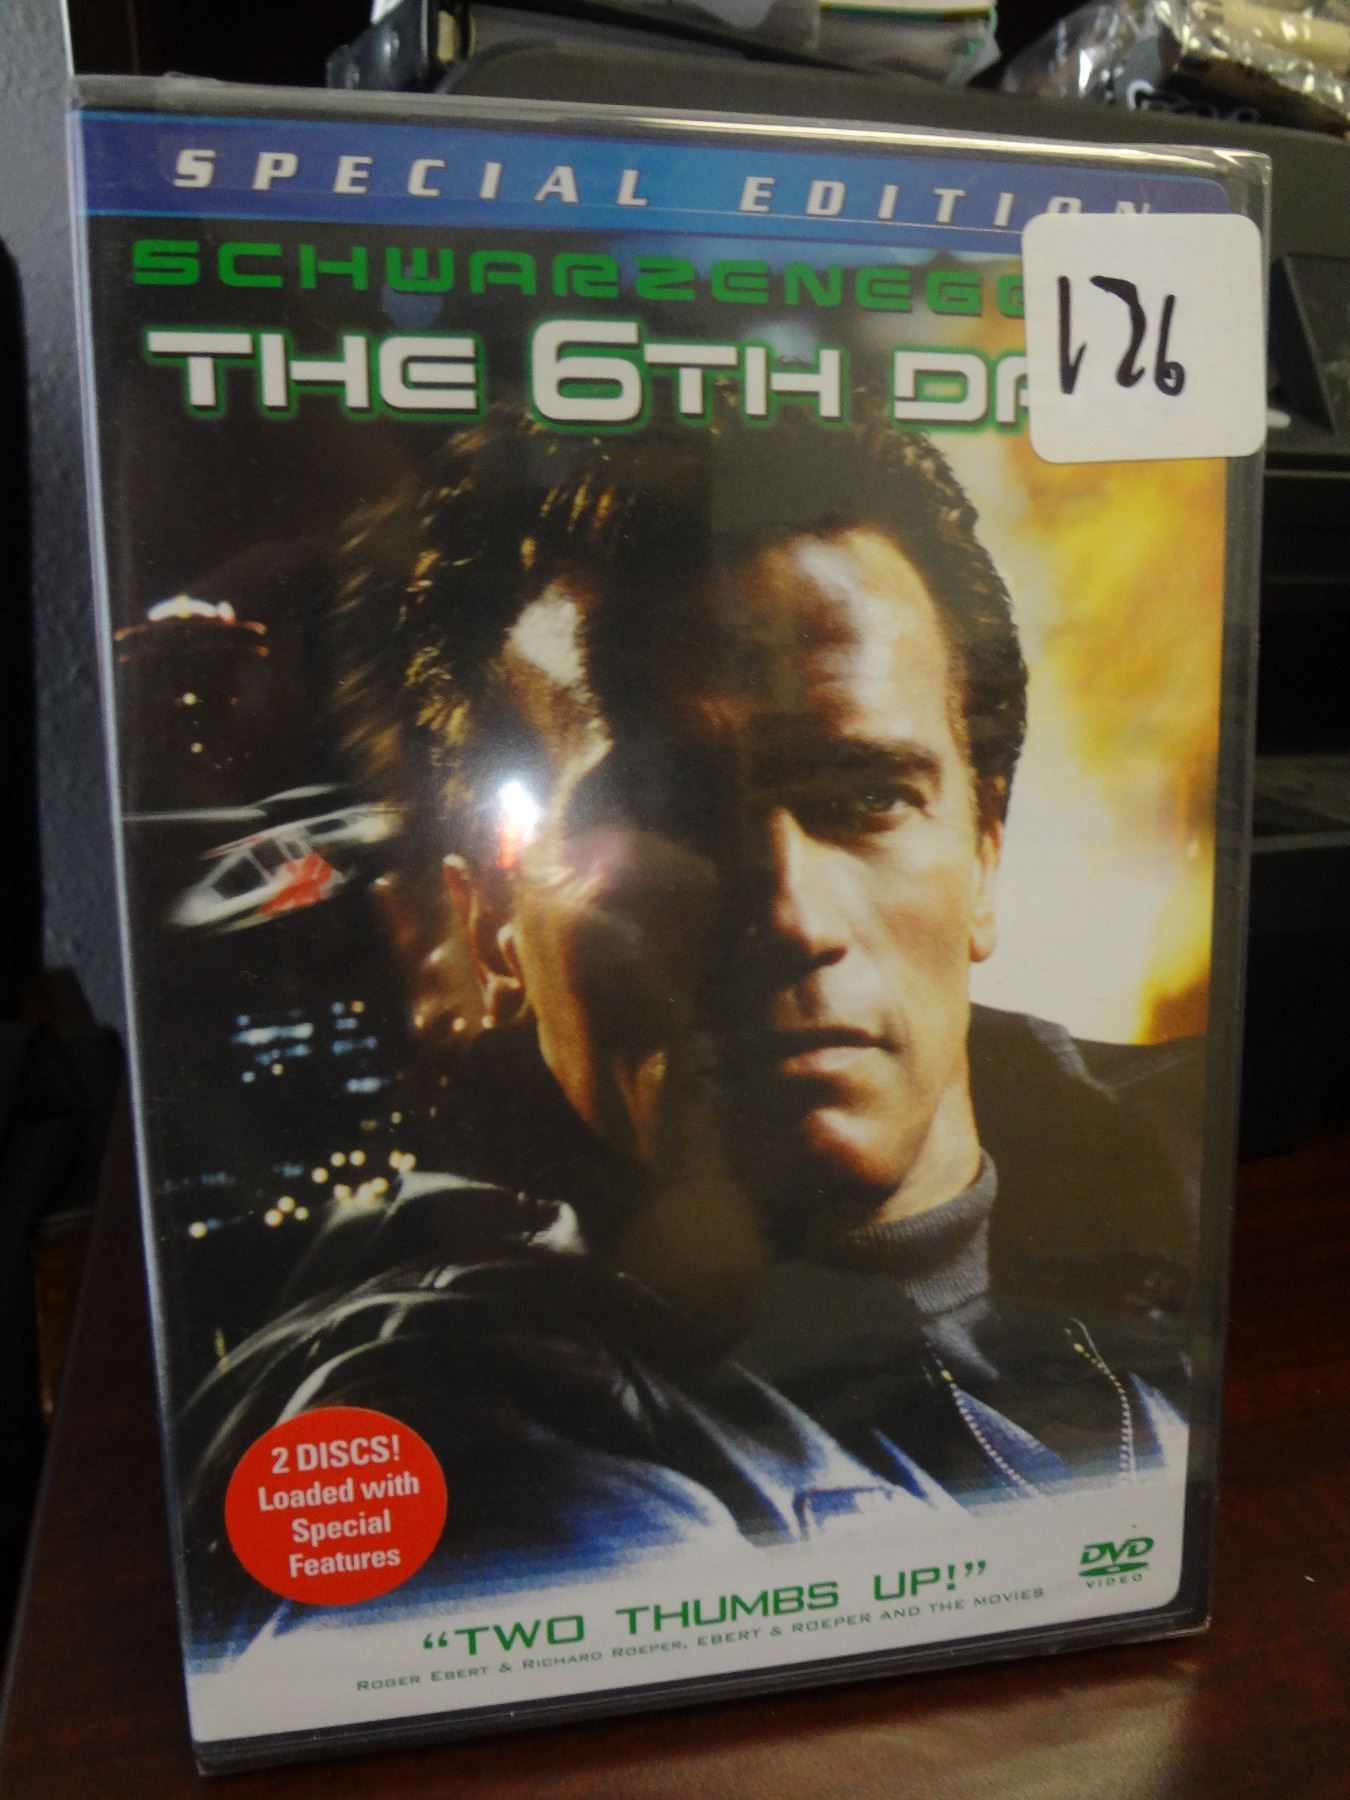 SPECIAL EDITION
SCHWARZENEGG
THE 6TH DA
2 DISCS!
Loaded with
Special
Features
"TWO THUMBS UP!"
ROGER EBERT & RICHARD ROEPER, EBERT & ROEPER AND THE MOVIES
DVD
VIDEO